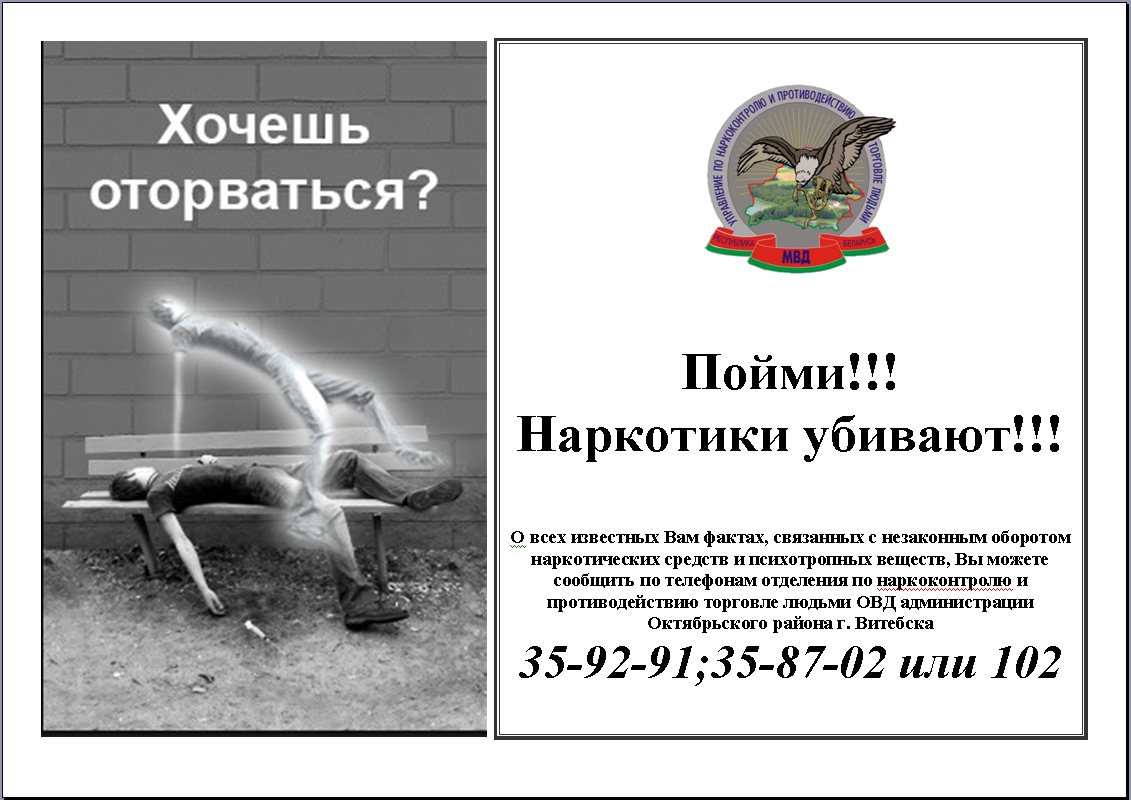 Хочешь
оторваться?
УПРАВЛЕНИЕ ПО НАРКОКОНТРОЛЮ И ПРОТИВОДЕЙСТВИЮ ТОРГОВЛЕ ЛЮДЬМИ
РЕСПУБЛИКА
МВД
БЕЛАРУСЬ
Пойми!!!
Наркотики убивают!!!
О всех известных Вам фактах, связанных с незаконным оборотом
наркотических средств и психотропных веществ, Вы можете
сообщить по телефонам отделения по наркоконтролю и
противодействию торговле людьми ОВД администрации
Октябрьского района г. Витебска
35-92-91;35-87-02 или 102